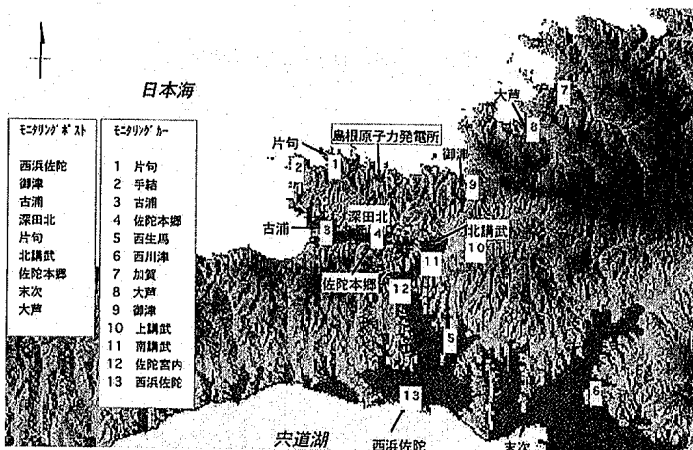 日本海
モニタリングポスト
西浜佐陀
御津
古浦
深田北
片句
北講武
佐陀本郷
末次
大芦
モニタリングカー
1 片句
2 手結
3 古浦
4 佐陀本郷
5 西生馬
6 西川津
7 加賀
8 大芦
9 御津
10 上講武
11 南講武
12 佐陀宮内
13 西浜佐陀
7
大芦
8
島根原子力発電所
片句
1
2
御津
9
深田北
古浦
3
4
北講武
10
11
佐陀本郷
12
5
6
13
宍道湖
西浜佐陀
末次